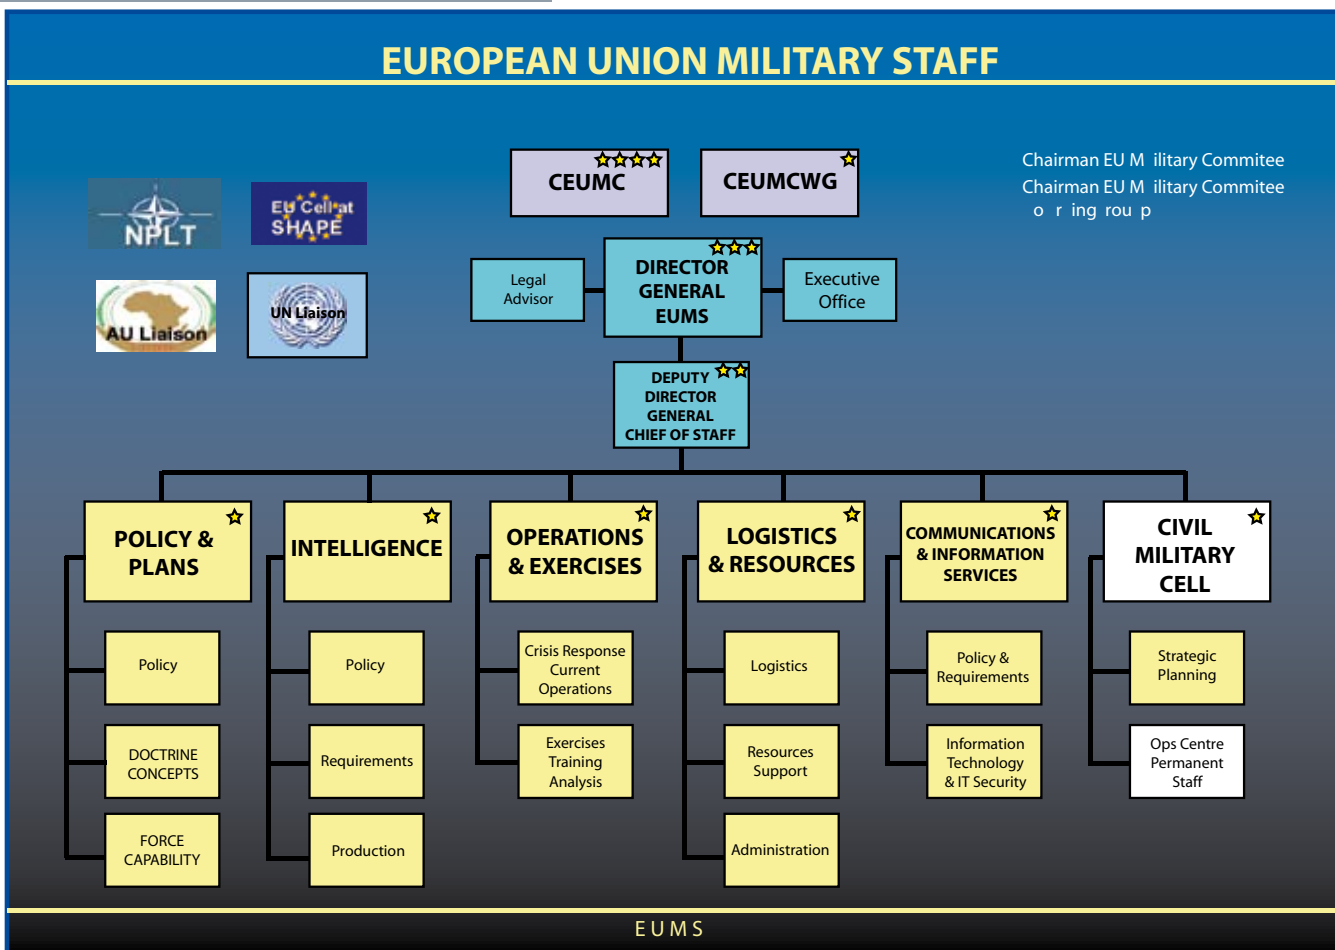 EUROPEAN UNION MILITARY STAFF
CEUMC
CEUMCWG
Chairman EU M ilitary Commitee
Chairman EU M ilitary Commitee
o r ing rou p
NPLT
EU Cell at
SHAPE
AU Liaison
UN Liaison
Legal
Advisor
DIRECTOR
GENERAL
EUMS
Executive
Office
DEPUTY
DIRECTOR
GENERAL
CHIEF OF STAFF
POLICY &
PLANS
INTELLIGENCE
OPERATIONS
& EXERCISES
LOGISTICS
& RESOURCES
COMMUNICATIONS
& INFORMATION
SERVICES
CIVIL
MILITARY
CELL
Policy
Policy
Crisis Response
Current
Operations
Logistics
Policy &
Requirements
Strategic
Planning
DOCTRINE
CONCEPTS
Requirements
Exercises
Training
Analysis
Resources
Support
Information
Technology
& IT Security
Ops Centre
Permanent
Staff
FORCE
CAPABILITY
Production
Administration
EUMS